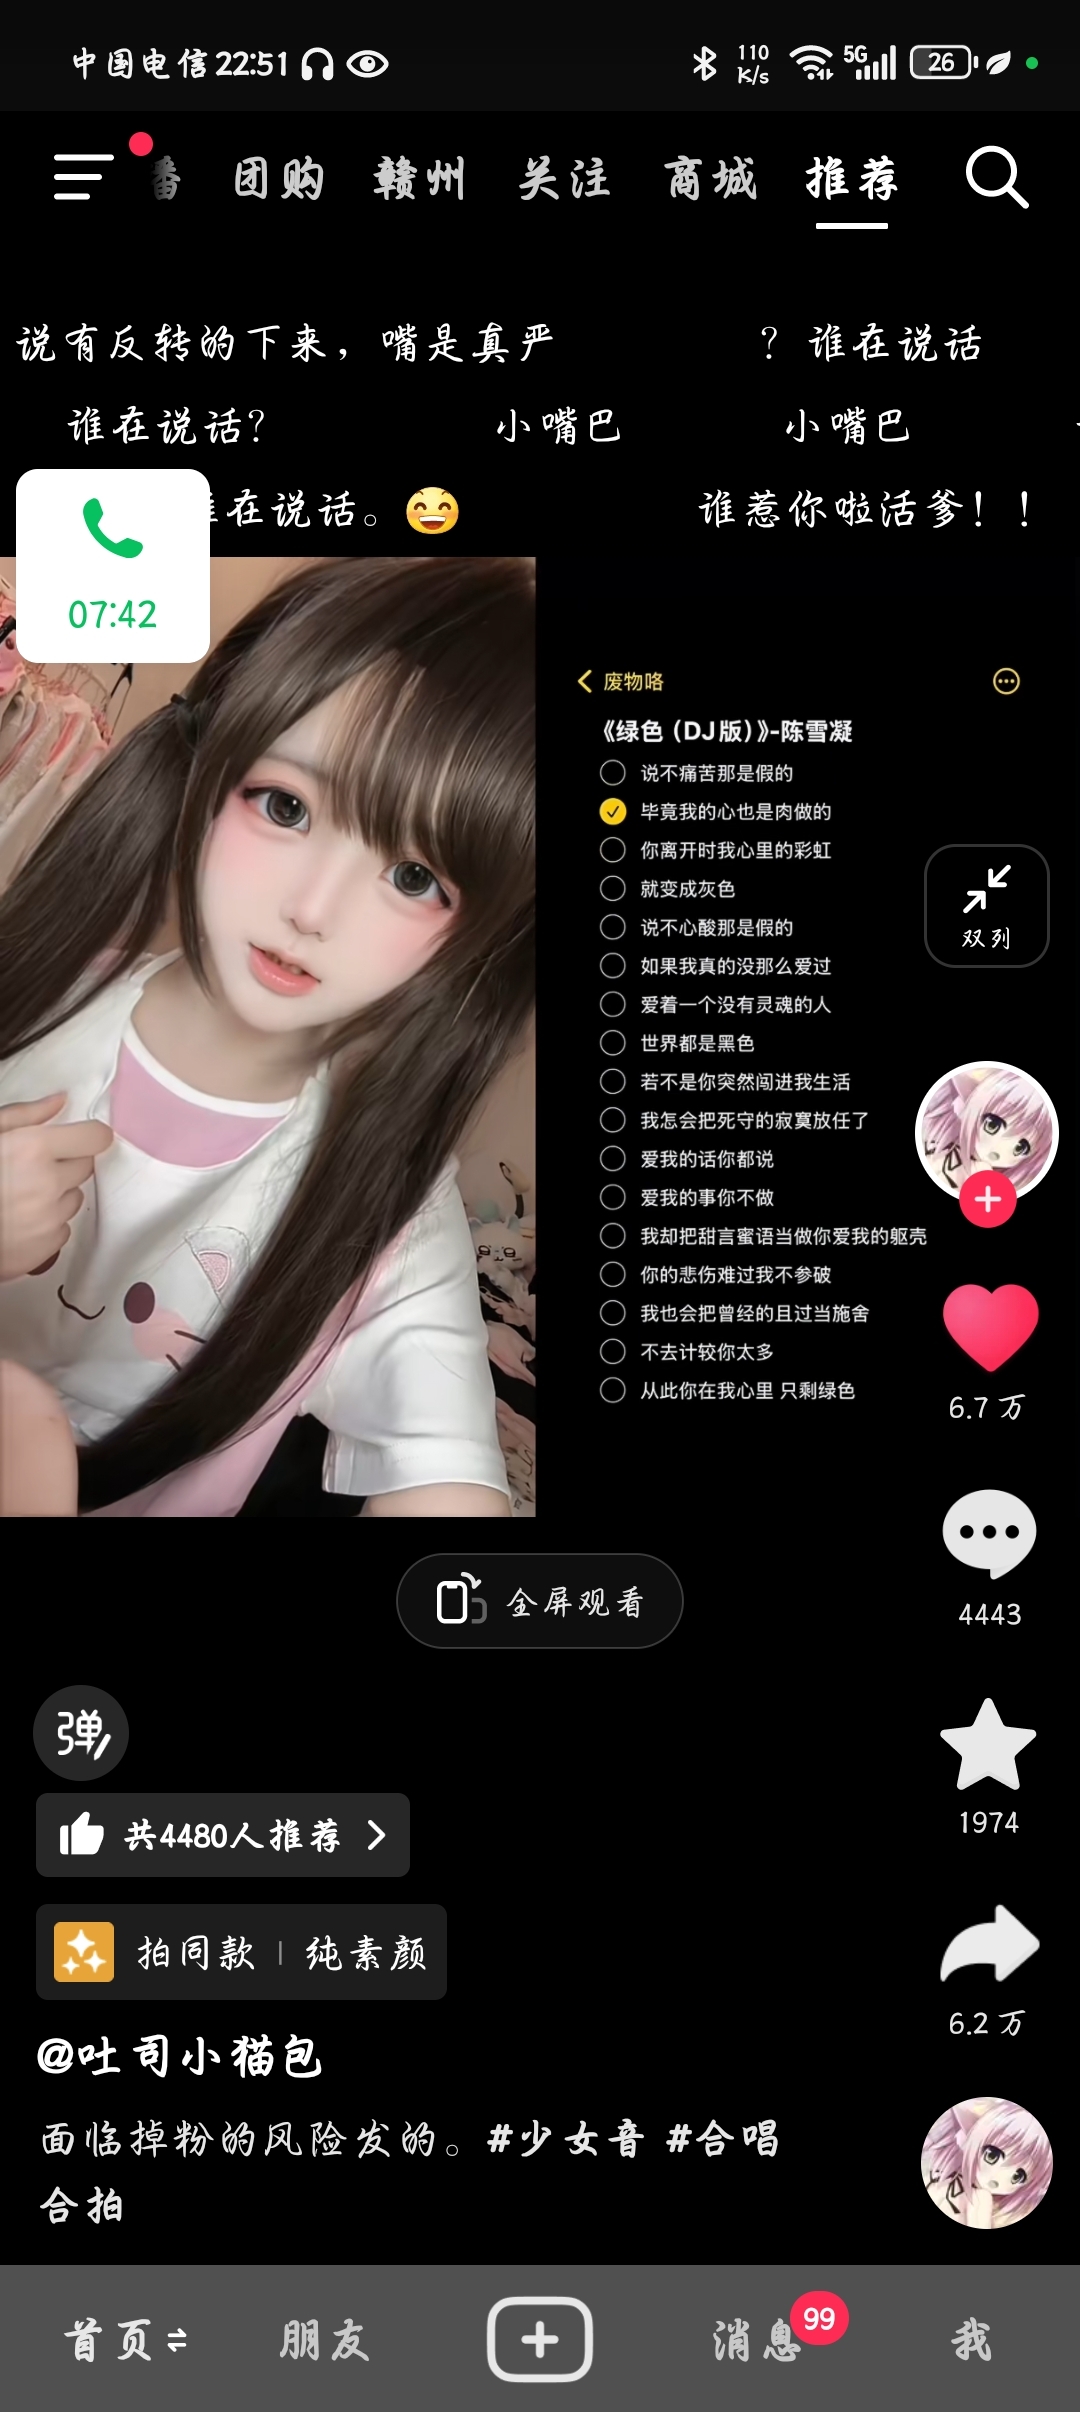 中国电信 22:51 110 K/s 5G 26
番 团购 赣州 关注 商城 推荐
说有反转的下来，嘴是真严 ？谁在说话
谁在说话？ 小嘴巴 小嘴巴
在说话。😄 谁惹你啦活爹！！
07:42
废物咯
《绿色（DJ版）》-陈雪凝
说不痛苦那是假的
毕竟我的心也是肉做的
你离开时我心里的彩虹
就变成灰色
说不心酸那是假的
如果我真的没那么爱过
爱着一个没有灵魂的人
世界都是黑色
若不是你突然闯进我生活
我怎会把死守的寂寞放任了
爱我的话你都说
爱我的事你不做
我却把甜言蜜语当做你爱我的躯壳
你的悲伤难过我不参破
我也会把曾经的且过当施舍
不去计较你太多
从此你在我心里 只剩绿色
双列
6.7万
4443
全屏观看
弹
1974
共4480人推荐
拍同款 | 纯素颜
6.2万
@吐司小猫包
面临掉粉的风险发的。#少女音 #合唱
合拍
首页 朋友 消息 99 我